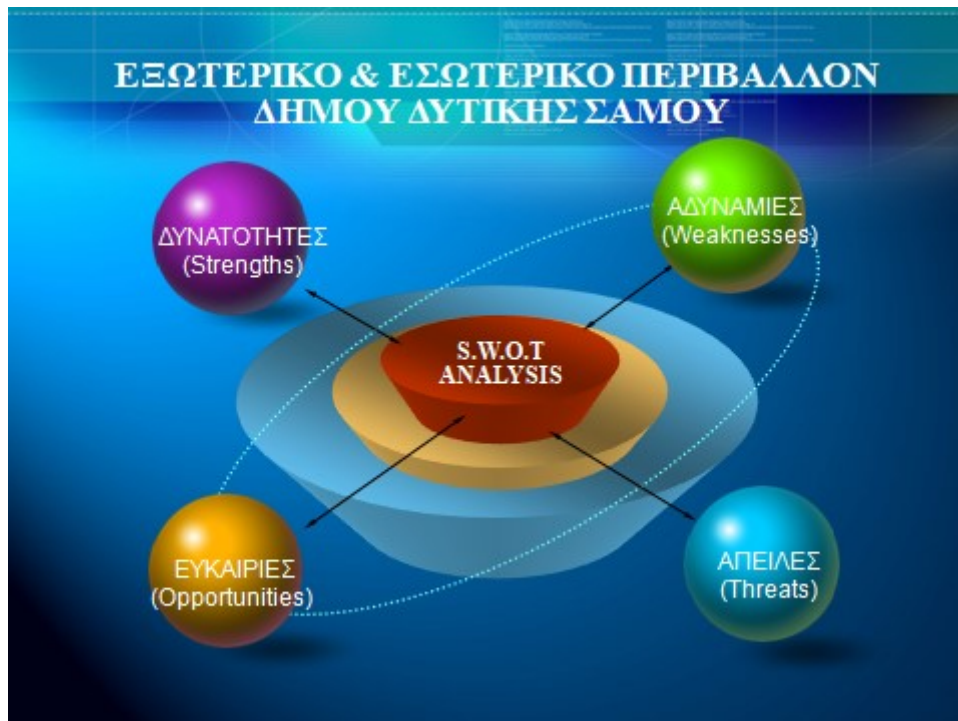 ΕΞΩΤΕΡΙΚΟ & ΕΣΩΤΕΡΙΚΟ ΠΕΡΙΒΑΛΛΟΝ
ΔΗΜΟΥ ΔΥΤΙΚΗΣ ΣΑΜΟΥ
ΔΥΝΑΤΟΤΗΤΕΣ
(Strengths)
ΑΔΥΝΑΜΙΕΣ
(Weaknesses)
S.W.O.T
ANALYSIS
ΕΥΚΑΙΡΙΕΣ
(Opportunities)
ΑΠΕΙΛΕΣ
(Threats)